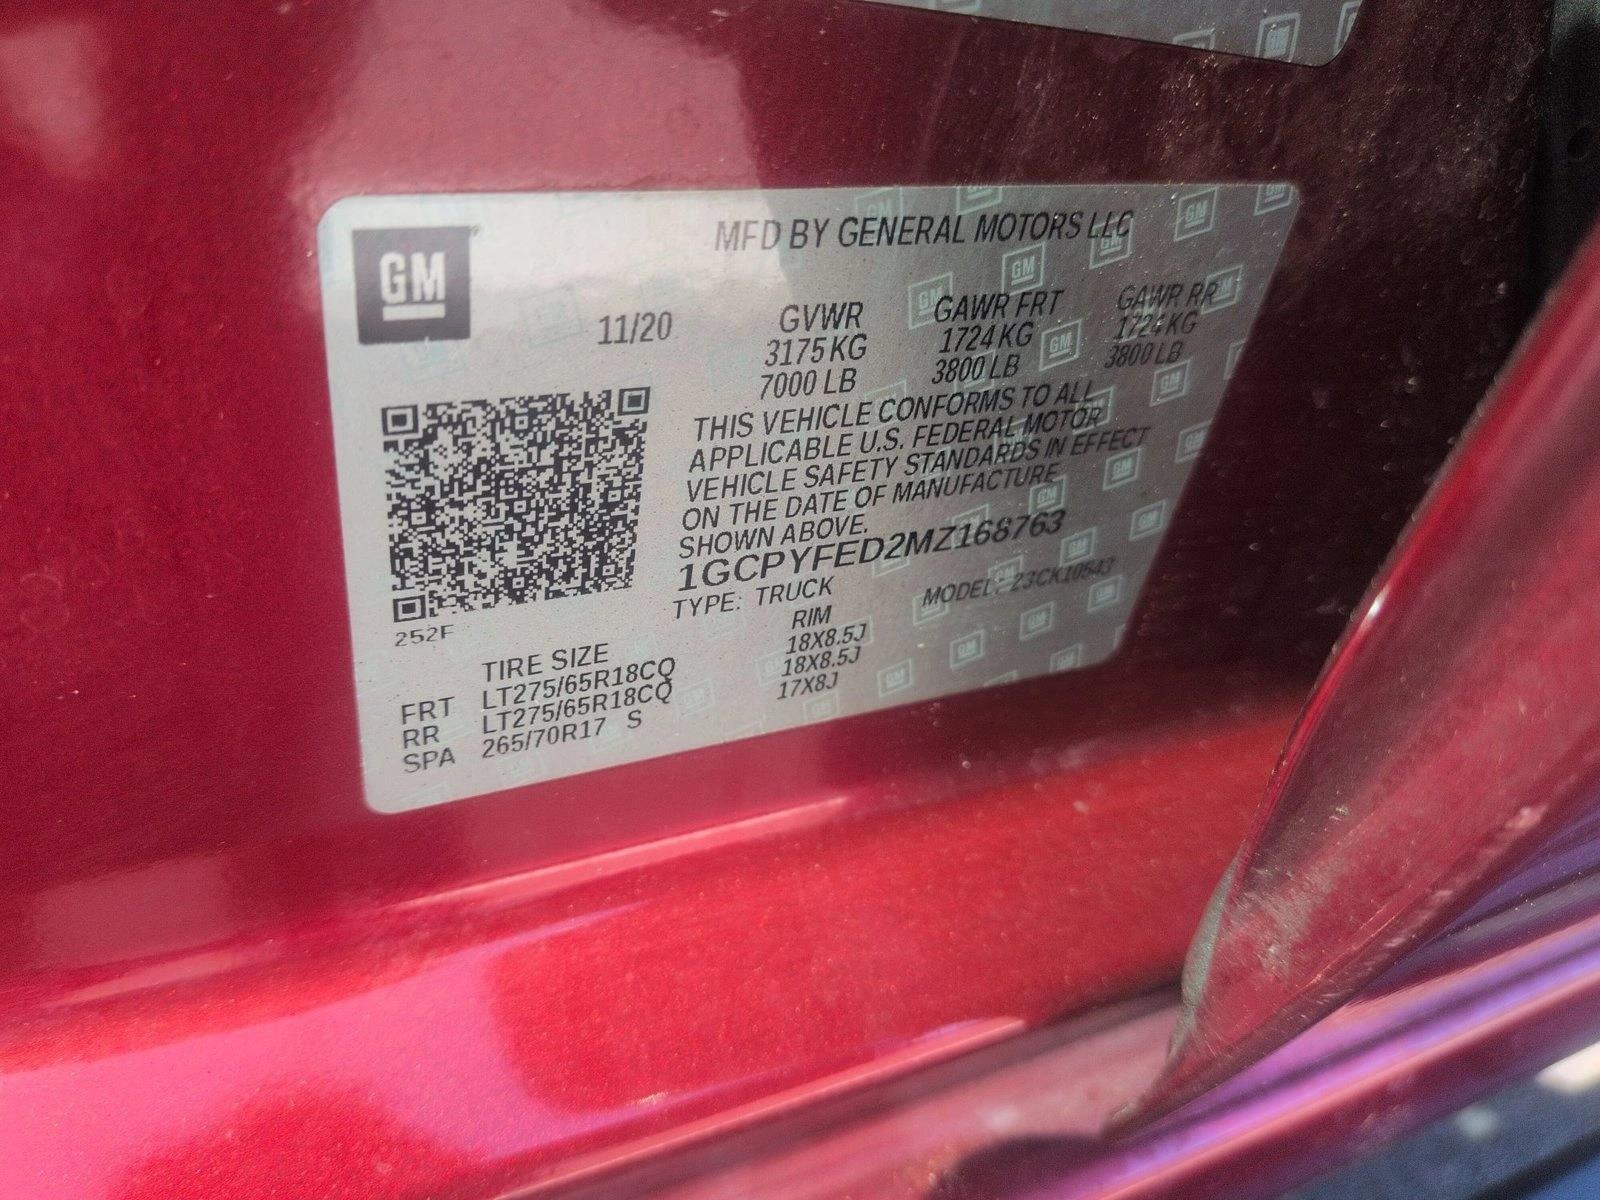 GM
MFD BY GENERAL MOTORS LLC
11/20 GVWR GAWR FRT GAWR RR
3175 KG 1724 KG 1724 KG
7000 LB 3800 LB 3800 LB
THIS VEHICLE CONFORMS TO ALL
APPLICABLE U.S. FEDERAL MOTOR
VEHICLE SAFETY STANDARDS IN EFFECT
ON THE DATE OF MANUFACTURE
SHOWN ABOVE.
1GCPYFED2MZ168763
TYPE: TRUCK MODEL: 23CK10543
252F
TIRE SIZE RIM
FRT LT275/65R18CQ 18X8.5J
RR LT275/65R18CQ 18X8.5J
SPA 265/70R17 S 17X8J